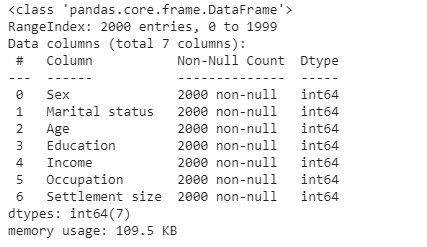 <class 'pandas.core.frame.DataFrame'>
RangeIndex: 2000 entries, 0 to 1999
Data columns (total 7 columns):
 #   Column           Non-Null Count  Dtype
---  ------           --------------  -----
 0   Sex              2000 non-null   int64
 1   Marital status   2000 non-null   int64
 2   Age              2000 non-null   int64
 3   Education        2000 non-null   int64
 4   Income           2000 non-null   int64
 5   Occupation       2000 non-null   int64
 6   Settlement size  2000 non-null   int64
dtypes: int64(7)
memory usage: 109.5 KB